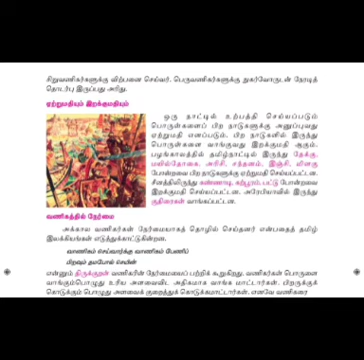 சிறுவணிகர்களுக்கு விற்பனை செய்வர். பெருவணிகர்களுக்கு நுகர்வோருடன் நேரடித்
தொடர்பு இருப்பது அரிது.
ஏற்றுமதியும் இறக்குமதியும்
ஒரு நாட்டில் உற்பத்தி செய்யப்படும்
பொருள்களைப் பிற நாடுகளுக்கு அனுப்புவது
ஏற்றுமதி எனப்படும். பிற நாடுகளில் இருந்து
பொருள்களை வாங்குவது இறக்குமதி ஆகும்.
பழங்காலத்தில் தமிழ்நாட்டில் இருந்து தேக்கு,
மயில்தோகை, அரிசி, சந்தனம், இஞ்சி, மிளகு
போன்றவை பிற நாடுகளுக்கு ஏற்றுமதி செய்யப்பட்டன.
சீனத்திலிருந்து கண்ணாடி, கற்பூரம், பட்டு போன்றவை
இறக்குமதி செய்யப்பட்டன. அரேபியாவில் இருந்து
குதிரைகள் வாங்கப்பட்டன.
வணிகத்தில் நேர்மை
அக்கால வணிகர்கள் நேர்மையாகத் தொழில் செய்தனர் என்பதைத் தமிழ்
இலக்கியங்கள் எடுத்துக்காட்டுகின்றன.
வாணிகம் செய்வார்க்கு வாணிகம் பேணிப்
பிறவும் தமபோல் செயின்
என்னும் திருக்குறள் வணிகரின் நேர்மையைப் பற்றிக் கூறுகிறது. வணிகர்கள் பொருளை
வாங்கும்பொழுது உரிய அளவைவிட அதிகமாக வாங்க மாட்டார்கள். பிறருக்குக்
கொடுக்கும் பொழுது அளவைக் குறைத்துக் கொடுக்கமாட்டார்கள். எனவே வணிகரை